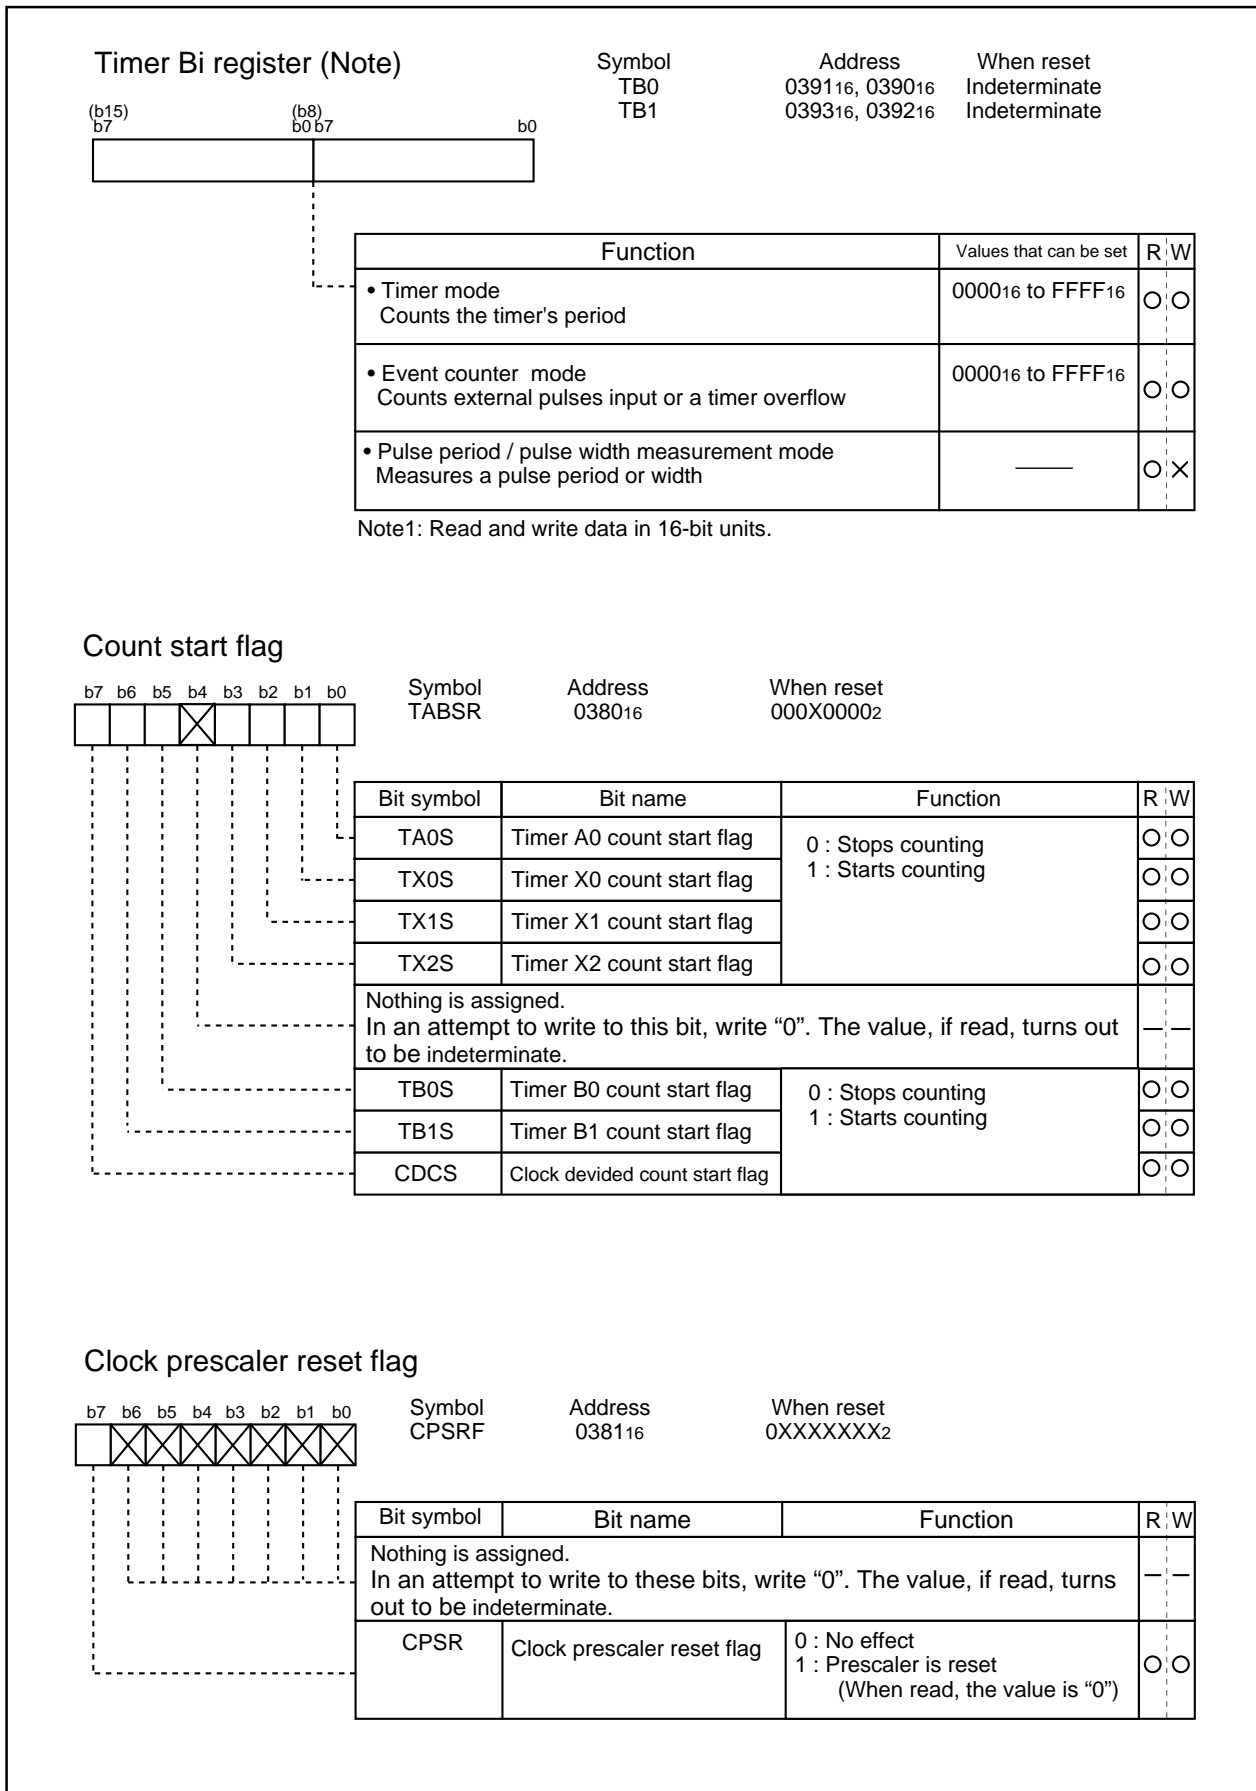 Timer Bi register (Note)
Symbol Address When reset
TB0 039116, 039016 Indeterminate
TB1 039316, 039216 Indeterminate
(b15) (b8)
b7 b0 b7 b0
Function Values that can be set R W
• Timer mode 000016 to FFFF16
Counts the timer's period
• Event counter mode 000016 to FFFF16
Counts external pulses input or a timer overflow
• Pulse period / pulse width measurement mode
Measures a pulse period or width
Note1: Read and write data in 16-bit units.
Count start flag
b7 b6 b5 b4 b3 b2 b1 b0
Symbol Address When reset
TABSR 038016 000X00002
Bit symbol Bit name Function R W
TA0S Timer A0 count start flag 0 : Stops counting
1 : Starts counting
TX0S Timer X0 count start flag
TX1S Timer X1 count start flag
TX2S Timer X2 count start flag
Nothing is assigned.
In an attempt to write to this bit, write “0”. The value, if read, turns out
to be indeterminate.
TB0S Timer B0 count start flag 0 : Stops counting
1 : Starts counting
TB1S Timer B1 count start flag
CDCS Clock devided count start flag
Clock prescaler reset flag
b7 b6 b5 b4 b3 b2 b1 b0
Symbol Address When reset
CPSRF 038116 0XXXXXXX2
Bit symbol Bit name Function R W
Nothing is assigned.
In an attempt to write to these bits, write “0”. The value, if read, turns
out to be indeterminate.
CPSR Clock prescaler reset flag 0 : No effect
1 : Prescaler is reset
(When read, the value is “0”)